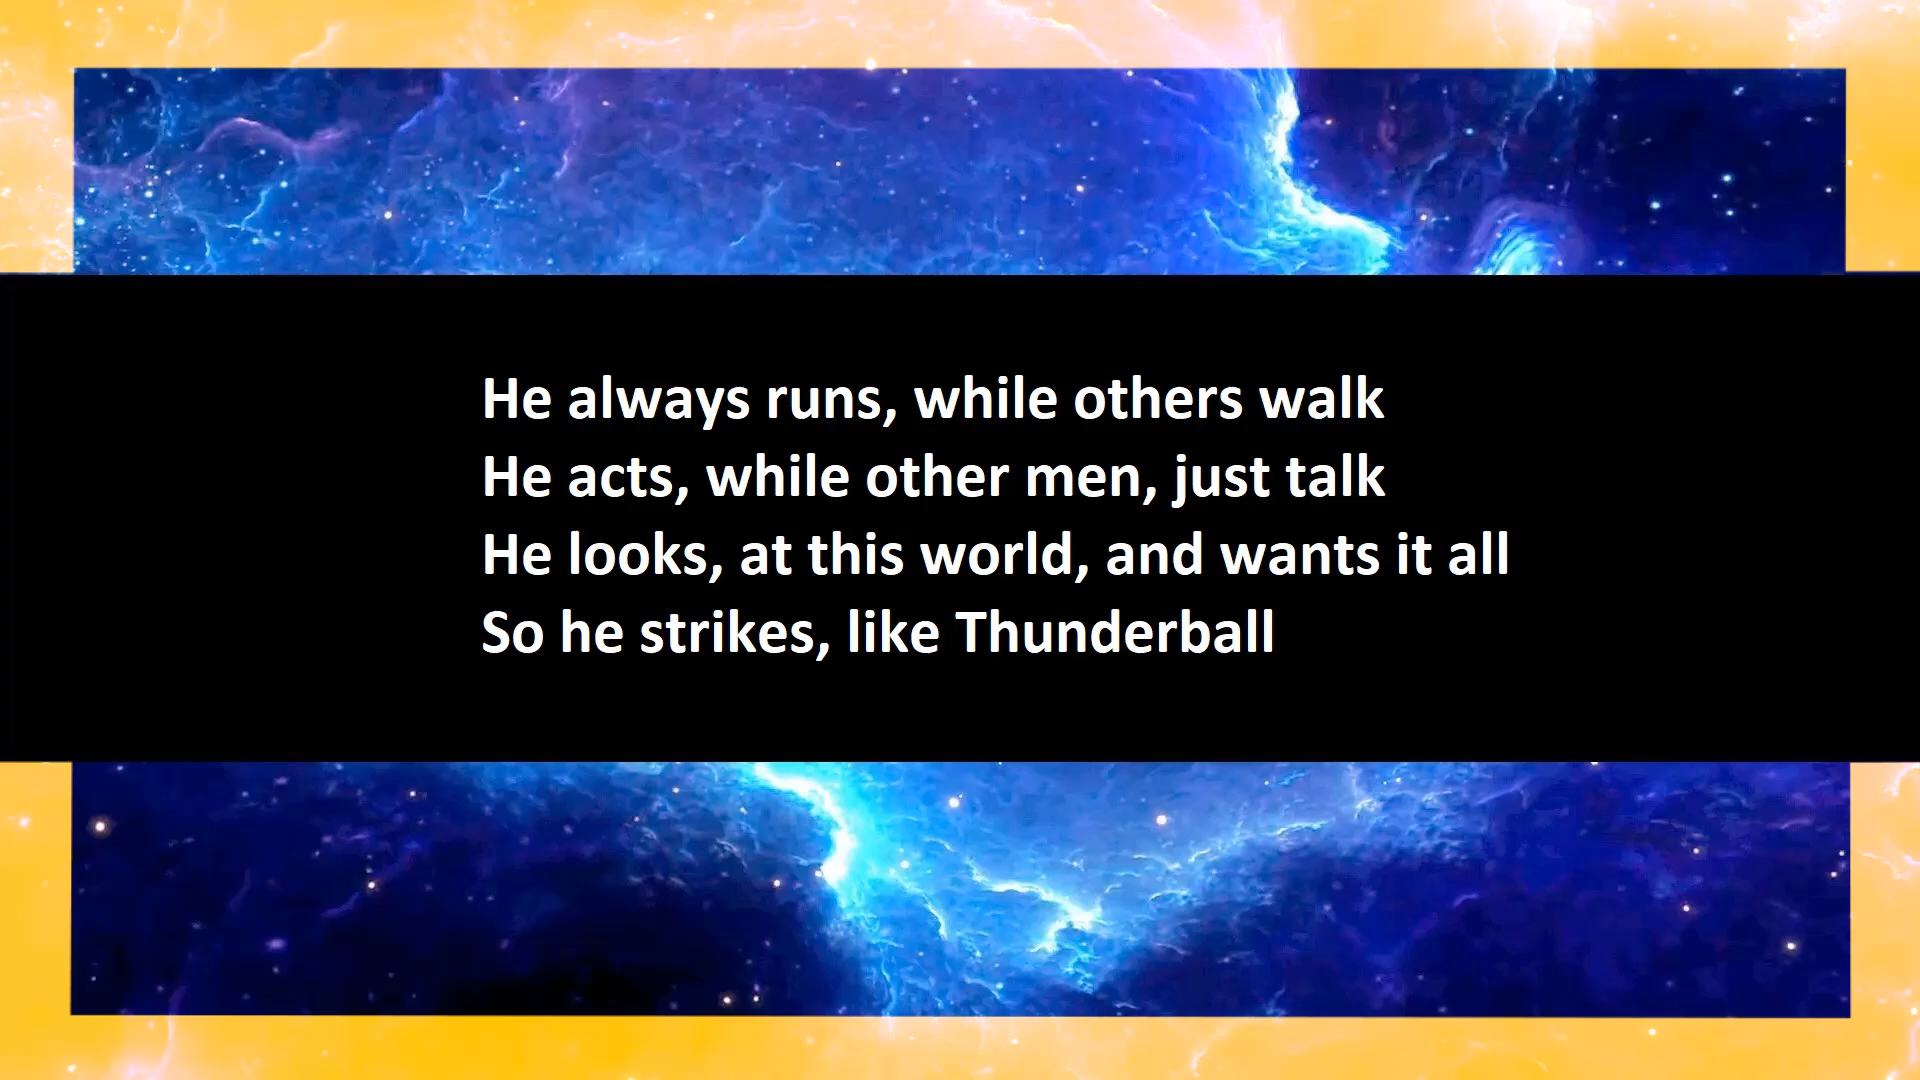 He always runs, while others walk
He acts, while other men, just talk
He looks, at this world, and wants it all
So he strikes, like Thunderball